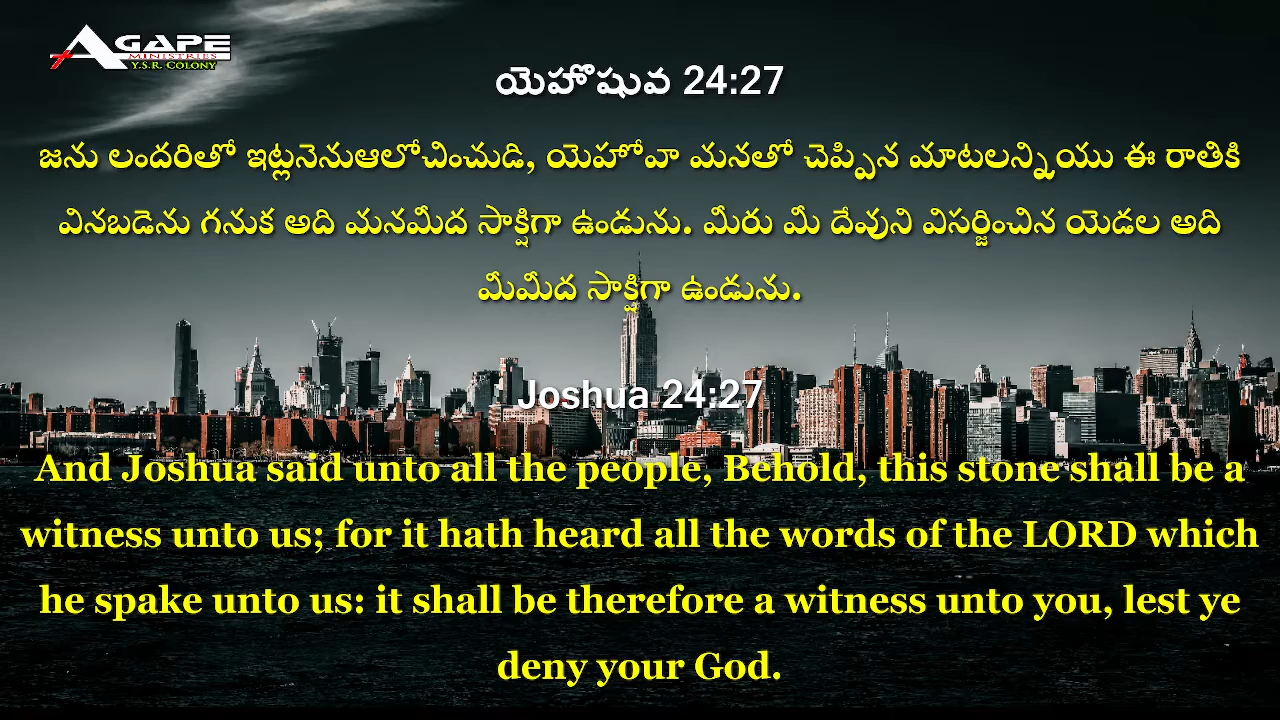 AGAPE
MINISTRIES
Y.S.R. COLONY
యెహొషువ 24:27
జను లందరితో ఇట్లనెనుఆలోచించుడి, యెహోవా మనతో చెప్పిన మాటలన్నియు ఈ రాతికి
వినబడెను గనుక అది మనమీద సాక్షిగా ఉండును. మీరు మీ దేవుని విసర్జించిన యెడల అది
మీమీద సాక్షిగా ఉండును.
Joshua 24:27
And Joshua said unto all the people, Behold, this stone shall be a
witness unto us; for it hath heard all the words of the LORD which
he spake unto us: it shall be therefore a witness unto you, lest ye
deny your God.